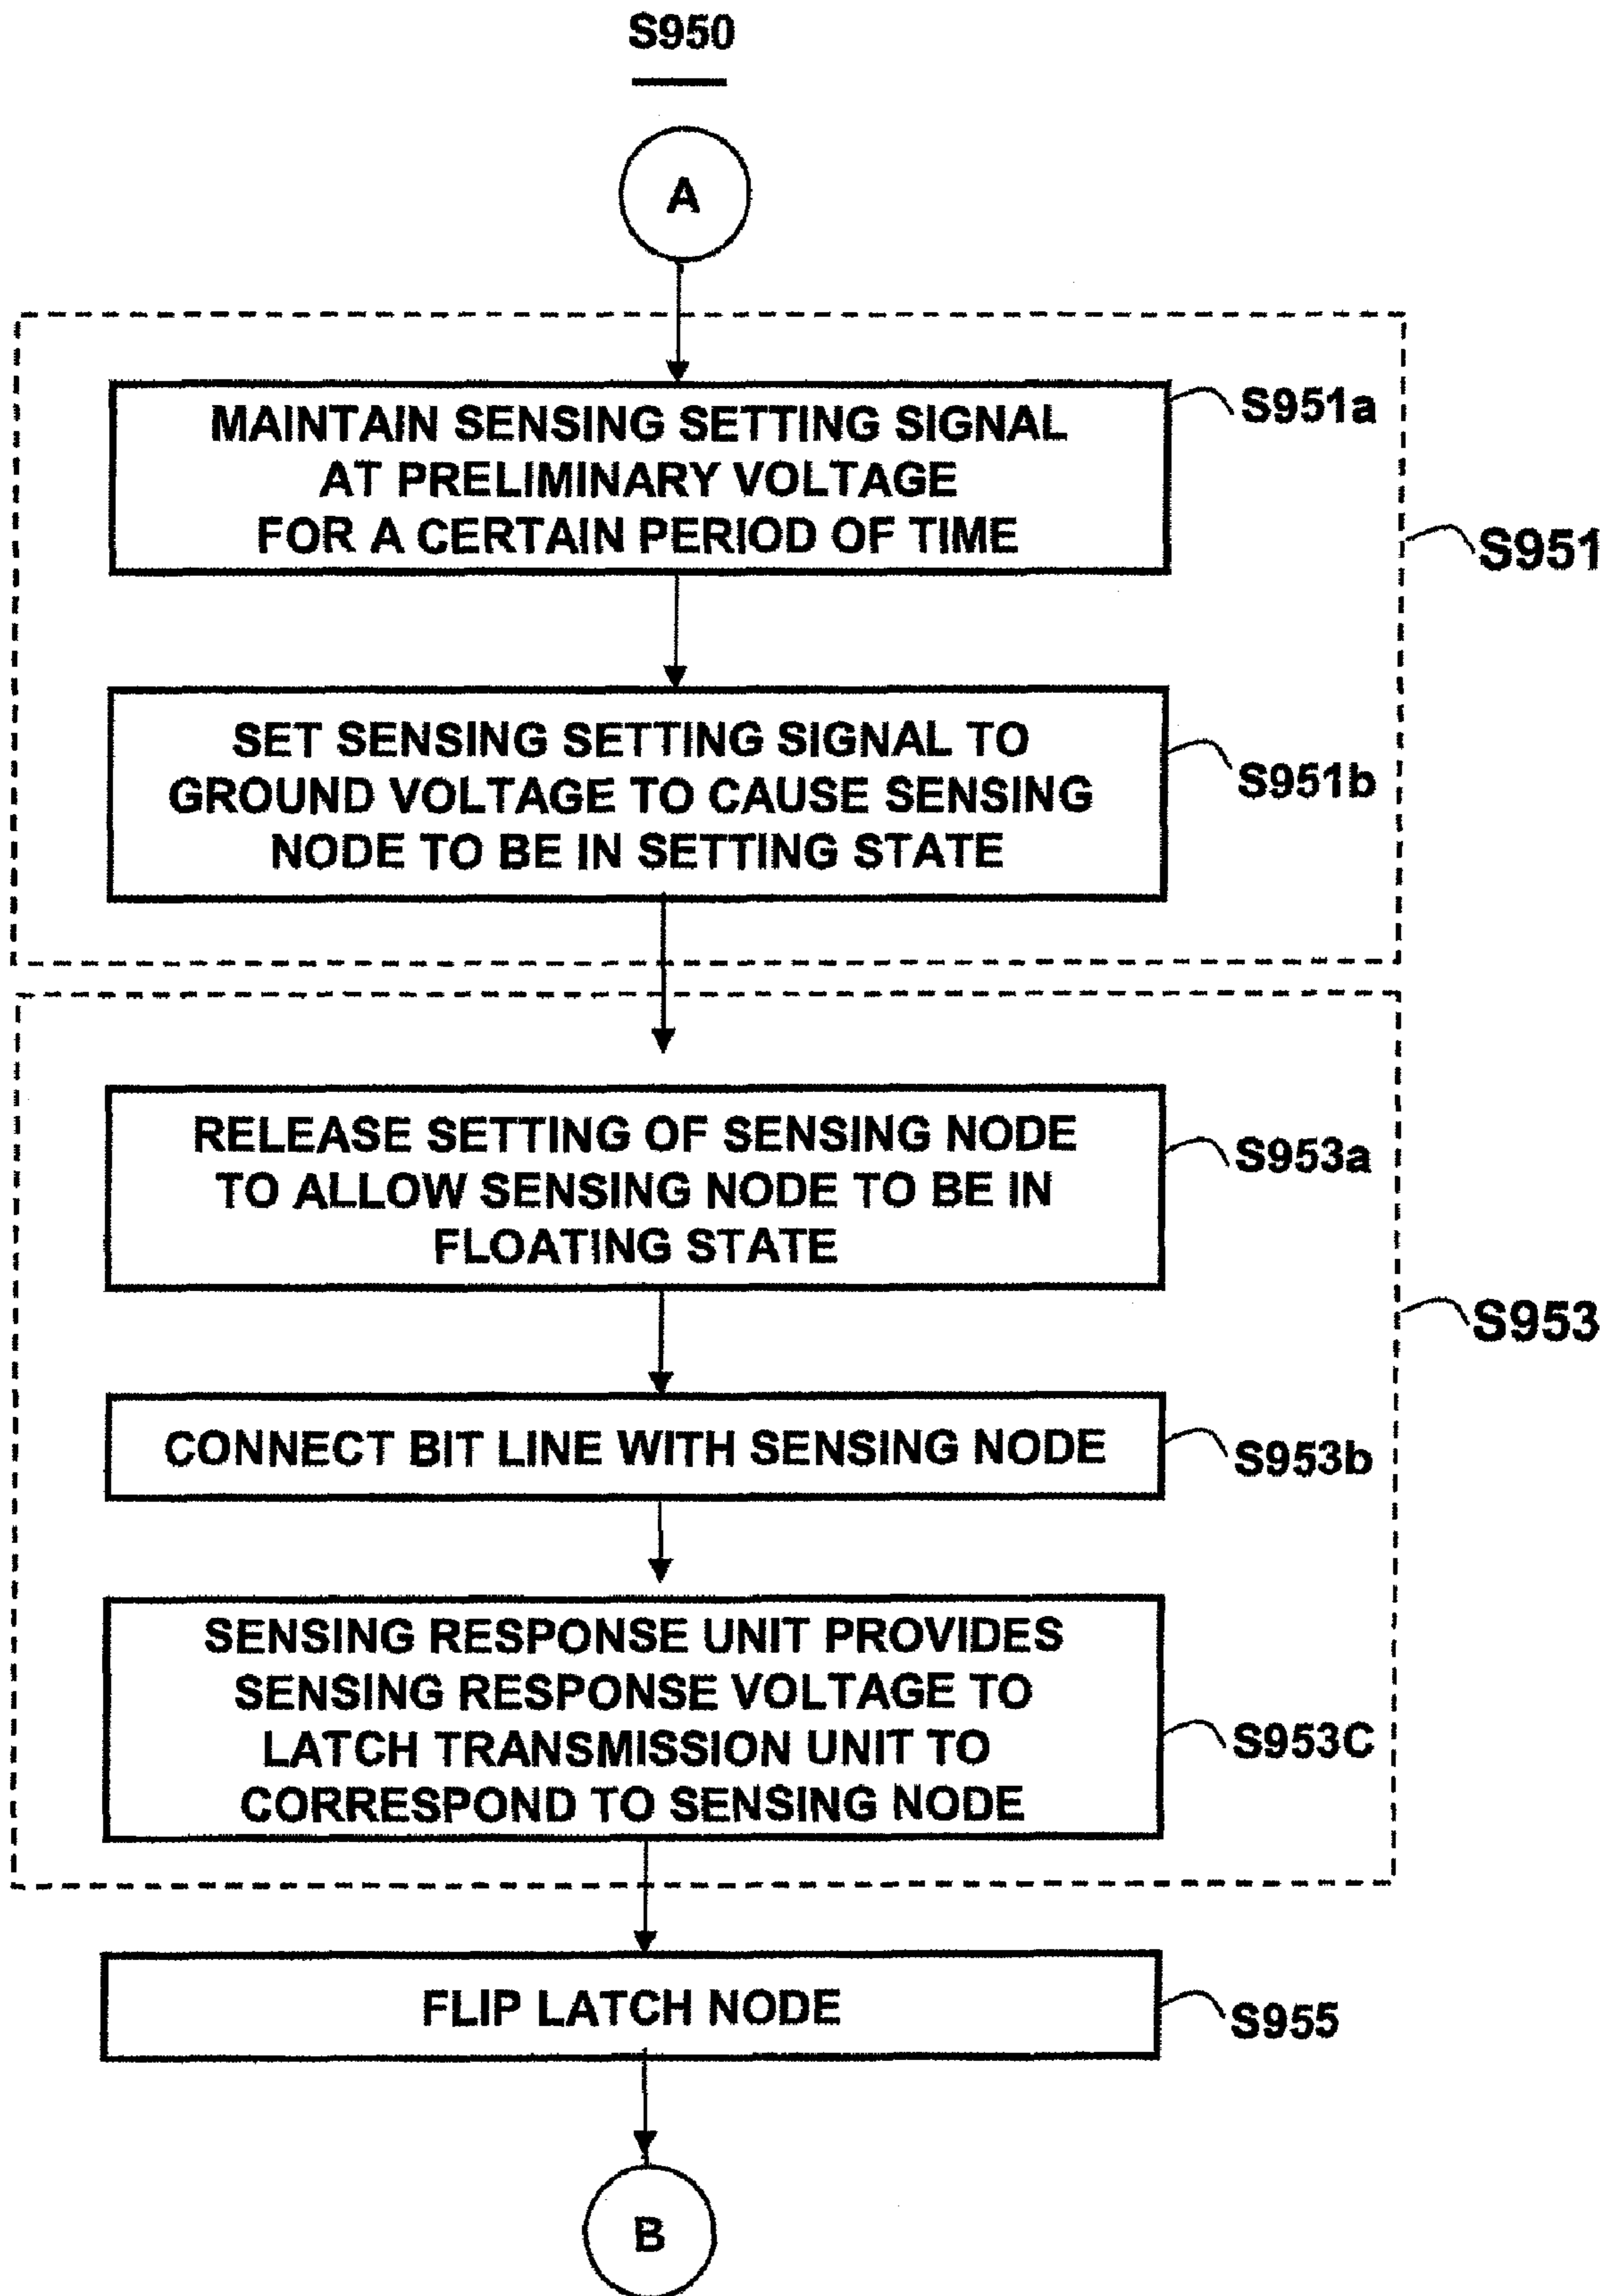 S950
A
MAINTAIN SENSING SETTING SIGNAL
AT PRELIMINARY VOLTAGE
FOR A CERTAIN PERIOD OF TIME
S951a
S951
SET SENSING SETTING SIGNAL TO
GROUND VOLTAGE TO CAUSE SENSING
NODE TO BE IN SETTING STATE
S951b
RELEASE SETTING OF SENSING NODE
TO ALLOW SENSING NODE TO BE IN
FLOATING STATE
S953a
S953
CONNECT BIT LINE WITH SENSING NODE
S953b
SENSING RESPONSE UNIT PROVIDES
SENSING RESPONSE VOLTAGE TO
LATCH TRANSMISSION UNIT TO
CORRESPOND TO SENSING NODE
S953C
FLIP LATCH NODE
S955
B